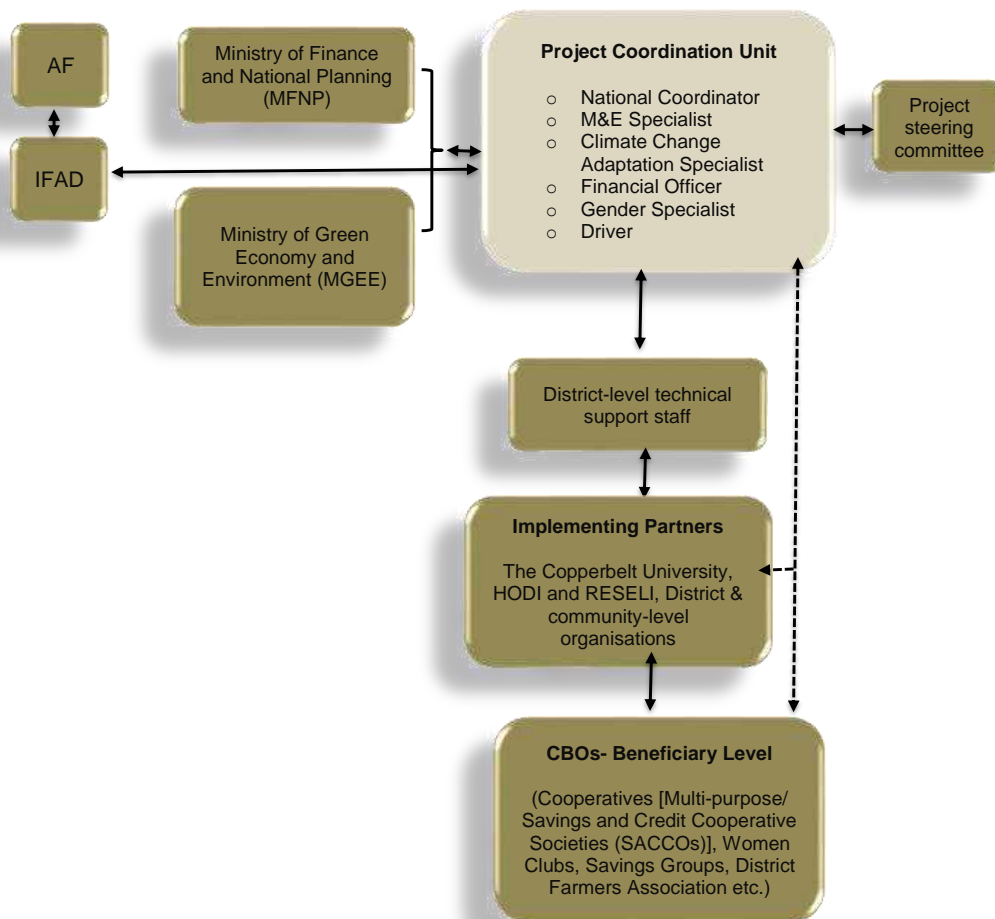 AF
IFAD
Ministry of Finance
and National Planning
(MFNP)
Ministry of Green
Economy and
Environment (MGEE)
Project Coordination Unit
o National Coordinator
o M&E Specialist
o Climate Change
Adaptation Specialist
o Financial Officer
o Gender Specialist
o Driver
Project
steering
committee
District-level technical
support staff
Implementing Partners
The Copperbelt University,
HODI and RESELI, District &
community-level
organisations
CBOs- Beneficiary Level
(Cooperatives [Multi-purpose/
Savings and Credit Cooperative
Societies (SACCOs)], Women
Clubs, Savings Groups, District
Farmers Association etc.)